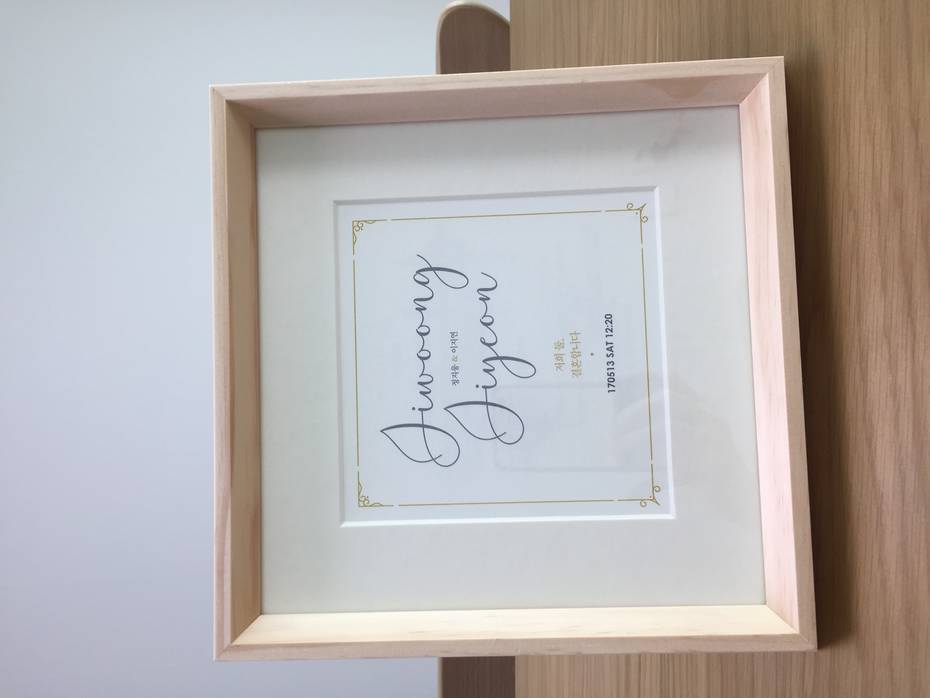 Jiwoong
정지웅 & 이지연
Jiyeon
저희 둘,
결혼합니다
170513 SAT 12:20